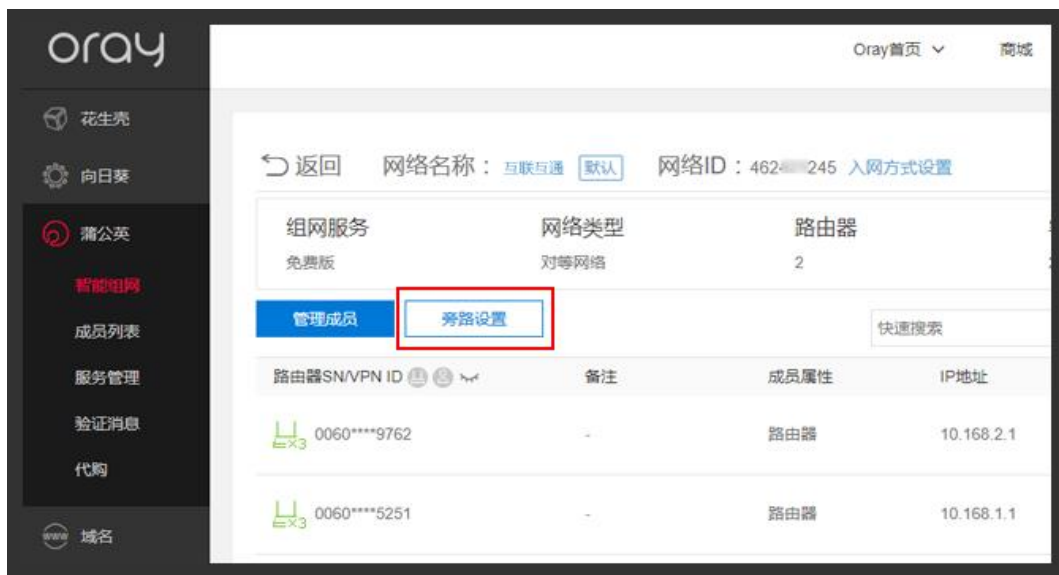 oray
Oray首页 商城
花生壳
向日葵
蒲公英
智能组网
成员列表
服务管理
验证消息
代购
www 域名
返回 网络名称： 互联互通 默认 网络ID：462 245 入网方式设置
组网服务 网络类型 路由器
免费版 对等网络 2
管理成员 旁路设置 快速搜索
路由器SN/VPN ID 备注 成员属性 IP地址
X3 0060****9762 - 路由器 10.168.2.1
X3 0060****5251 - 路由器 10.168.1.1